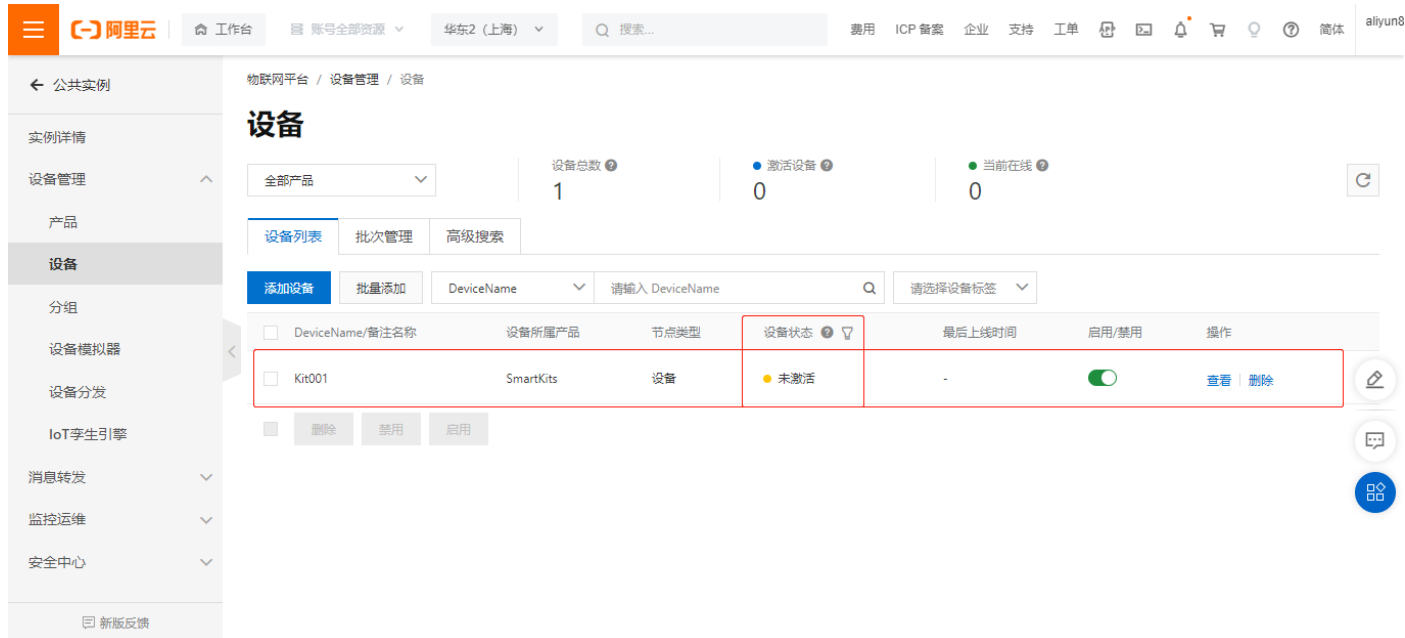 阿里云 工作台 账号全部资源 华东2（上海） 搜索... 费用 ICP 备案 企业 支持 工单 简体 aliyun8
公共实例
实例详情
设备管理
产品
设备
分组
设备模拟器
设备分发
IoT孪生引擎
消息转发
监控运维
安全中心
新版反馈
物联网平台 / 设备管理 / 设备
设备
全部产品 设备总数 激活设备 当前在线
1 0 0
设备列表 批次管理 高级搜索
添加设备 批量添加 DeviceName 请输入 DeviceName 请选择设备标签
DeviceName/备注名称 设备所属产品 节点类型 设备状态 最后上线时间 启用/禁用 操作
Kit001 SmartKits 设备 未激活 - 查看 删除
删除 禁用 启用